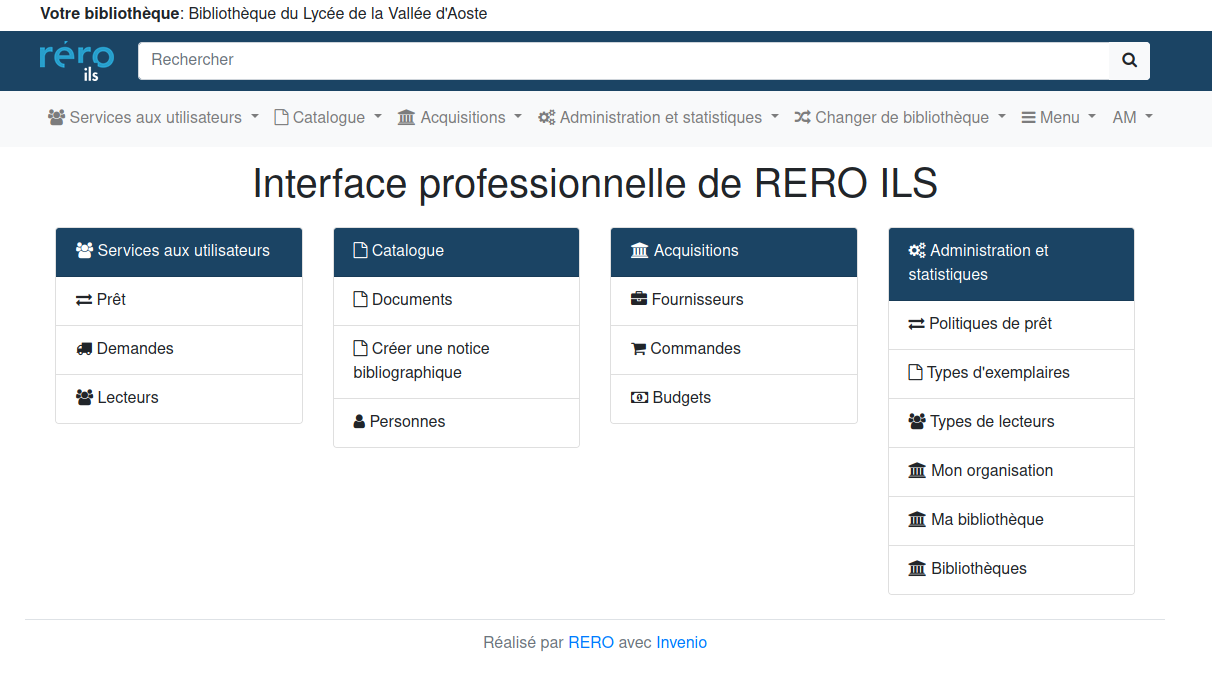 Votre bibliothèque: Bibliothèque du Lycée de la Vallée d'Aoste
réro
ils
Rechercher
Services aux utilisateurs Catalogue Acquisitions Administration et statistiques Changer de bibliothèque Menu AM
Interface professionnelle de RERO ILS
Services aux utilisateurs
Prêt
Demandes
Lecteurs
Catalogue
Documents
Créer une notice
bibliographique
Personnes
Acquisitions
Fournisseurs
Commandes
Budgets
Administration et
statistiques
Politiques de prêt
Types d'exemplaires
Types de lecteurs
Mon organisation
Ma bibliothèque
Bibliothèques
Réalisé par RERO avec Invenio